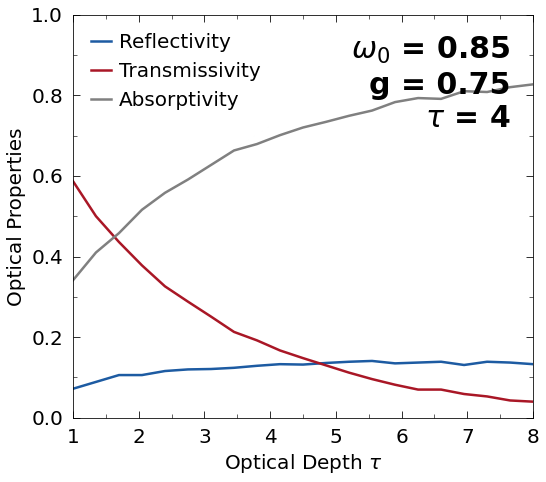 1.0
0.8
0.6
0.4
0.2
0.0
Optical Properties
Reflectivity
Transmissivity
Absorptivity
ω₀ = 0.85
g = 0.75
τ = 4
1 2 3 4 5 6 7 8
Optical Depth τ